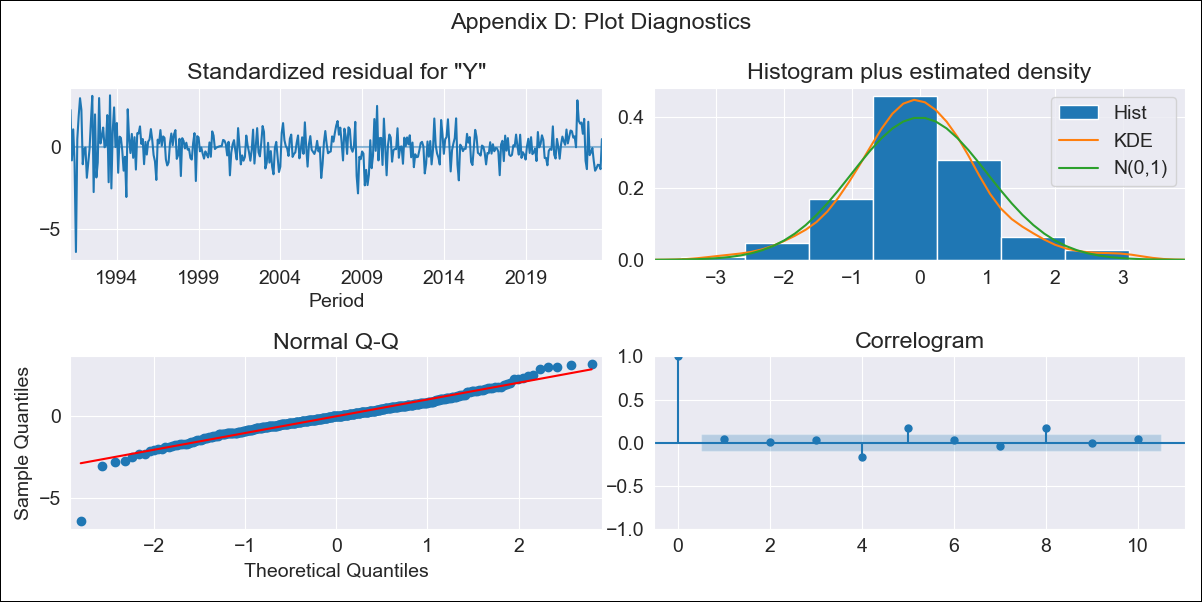 Appendix D: Plot Diagnostics
Standardized residual for "Y"
0
−5
1994 1999 2004 2009 2014 2019
Period
Histogram plus estimated density
0.4
0.2
0.0
−3 −2 −1 0 1 2 3
Hist
KDE
N(0,1)
Normal Q-Q
Sample Quantiles
0
−5
−2 −1 0 1 2
Theoretical Quantiles
Correlogram
1.0
0.5
0.0
−0.5
−1.0
0 2 4 6 8 10